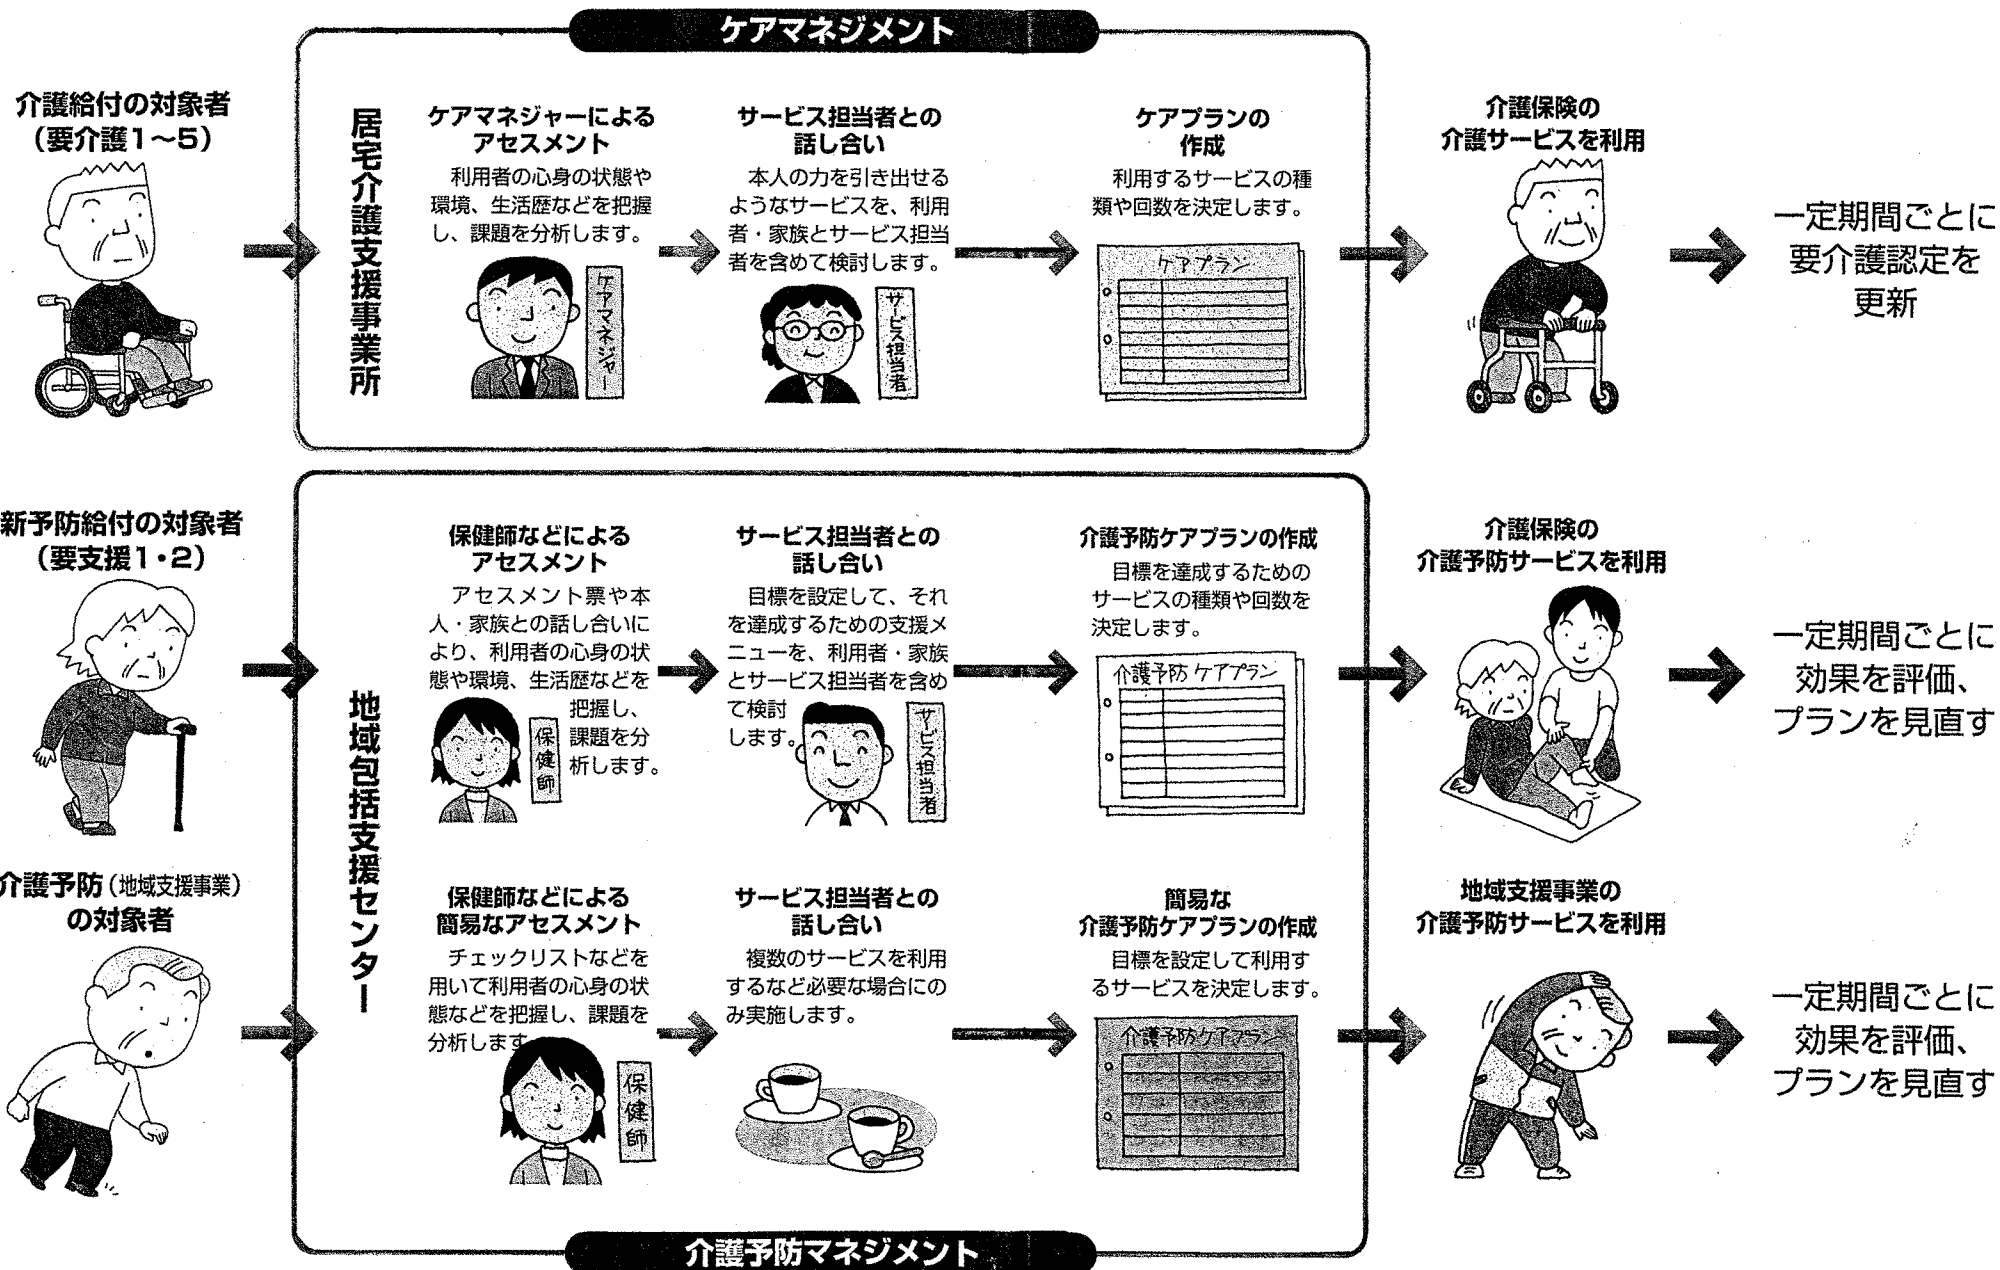 ケアマネジメント
介護給付の対象者
(要介護1〜5)
居宅介護支援事業所
ケアマネジャーによる
アセスメント
利用者の心身の状態や
環境、生活歴などを把握
し、課題を分析します。
ケアマネジャー
サービス担当者との
話し合い
本人の力を引き出せる
ようなサービスを、利用
者・家族とサービス担当
者を含めて検討します。
サービス担当者
ケアプランの
作成
利用するサービスの種
類や回数を決定します。
ケアプラン
介護保険の
介護サービスを利用
一定期間ごとに
要介護認定を
更新
新予防給付の対象者
(要支援1・2)
地域包括支援センター
保健師などによる
アセスメント
アセスメント票や本
人・家族との話し合いに
より、利用者の心身の状
態や環境、生活歴などを
把握し、
課題を分
析します。
保健師
サービス担当者との
話し合い
目標を設定して、それ
を達成するための支援メ
ニューを、利用者・家族
とサービス担当者を含め
て検討
します。
サービス担当者
介護予防ケアプランの作成
目標を達成するための
サービスの種類や回数を
決定します。
介護予防ケアプラン
介護保険の
介護予防サービスを利用
一定期間ごとに
効果を評価、
プランを見直す
介護予防(地域支援事業)
の対象者
保健師などによる
簡易なアセスメント
チェックリストなどを
用いて利用者の心身の状
態などを把握し、課題を
分析します
保健師
サービス担当者との
話し合い
複数のサービスを利用
するなど必要な場合にの
み実施します。
簡易な
介護予防ケアプランの作成
目標を設定して利用す
るサービスを決定します。
介護予防ケアプラン
地域支援事業の
介護予防サービスを利用
一定期間ごとに
効果を評価、
プランを見直す
介護予防マネジメント